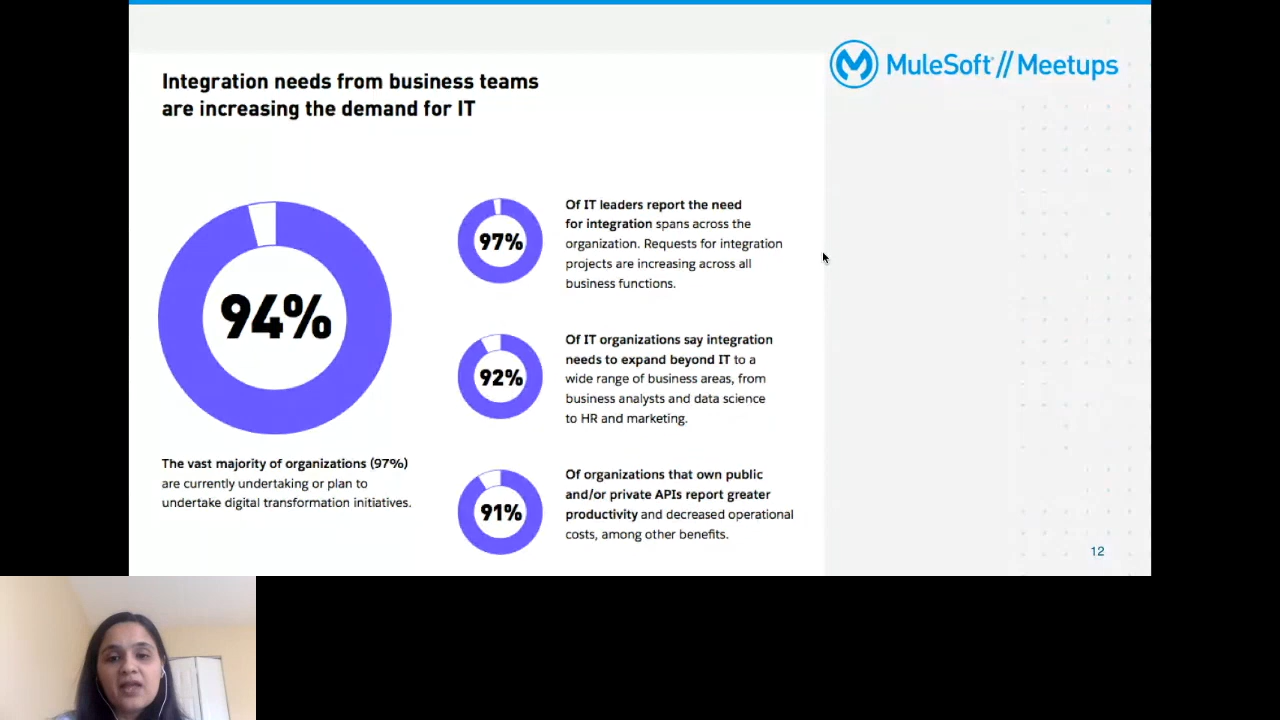 MuleSoft // Meetups
Integration needs from business teams
are increasing the demand for IT
94%
The vast majority of organizations (97%)
are currently undertaking or plan to
undertake digital transformation initiatives.
97%
Of IT leaders report the need
for integration spans across the
organization. Requests for integration
projects are increasing across all
business functions.
92%
Of IT organizations say integration
needs to expand beyond IT to a
wide range of business areas, from
business analysts and data science
to HR and marketing.
91%
Of organizations that own public
and/or private APIs report greater
productivity and decreased operational
costs, among other benefits.
12